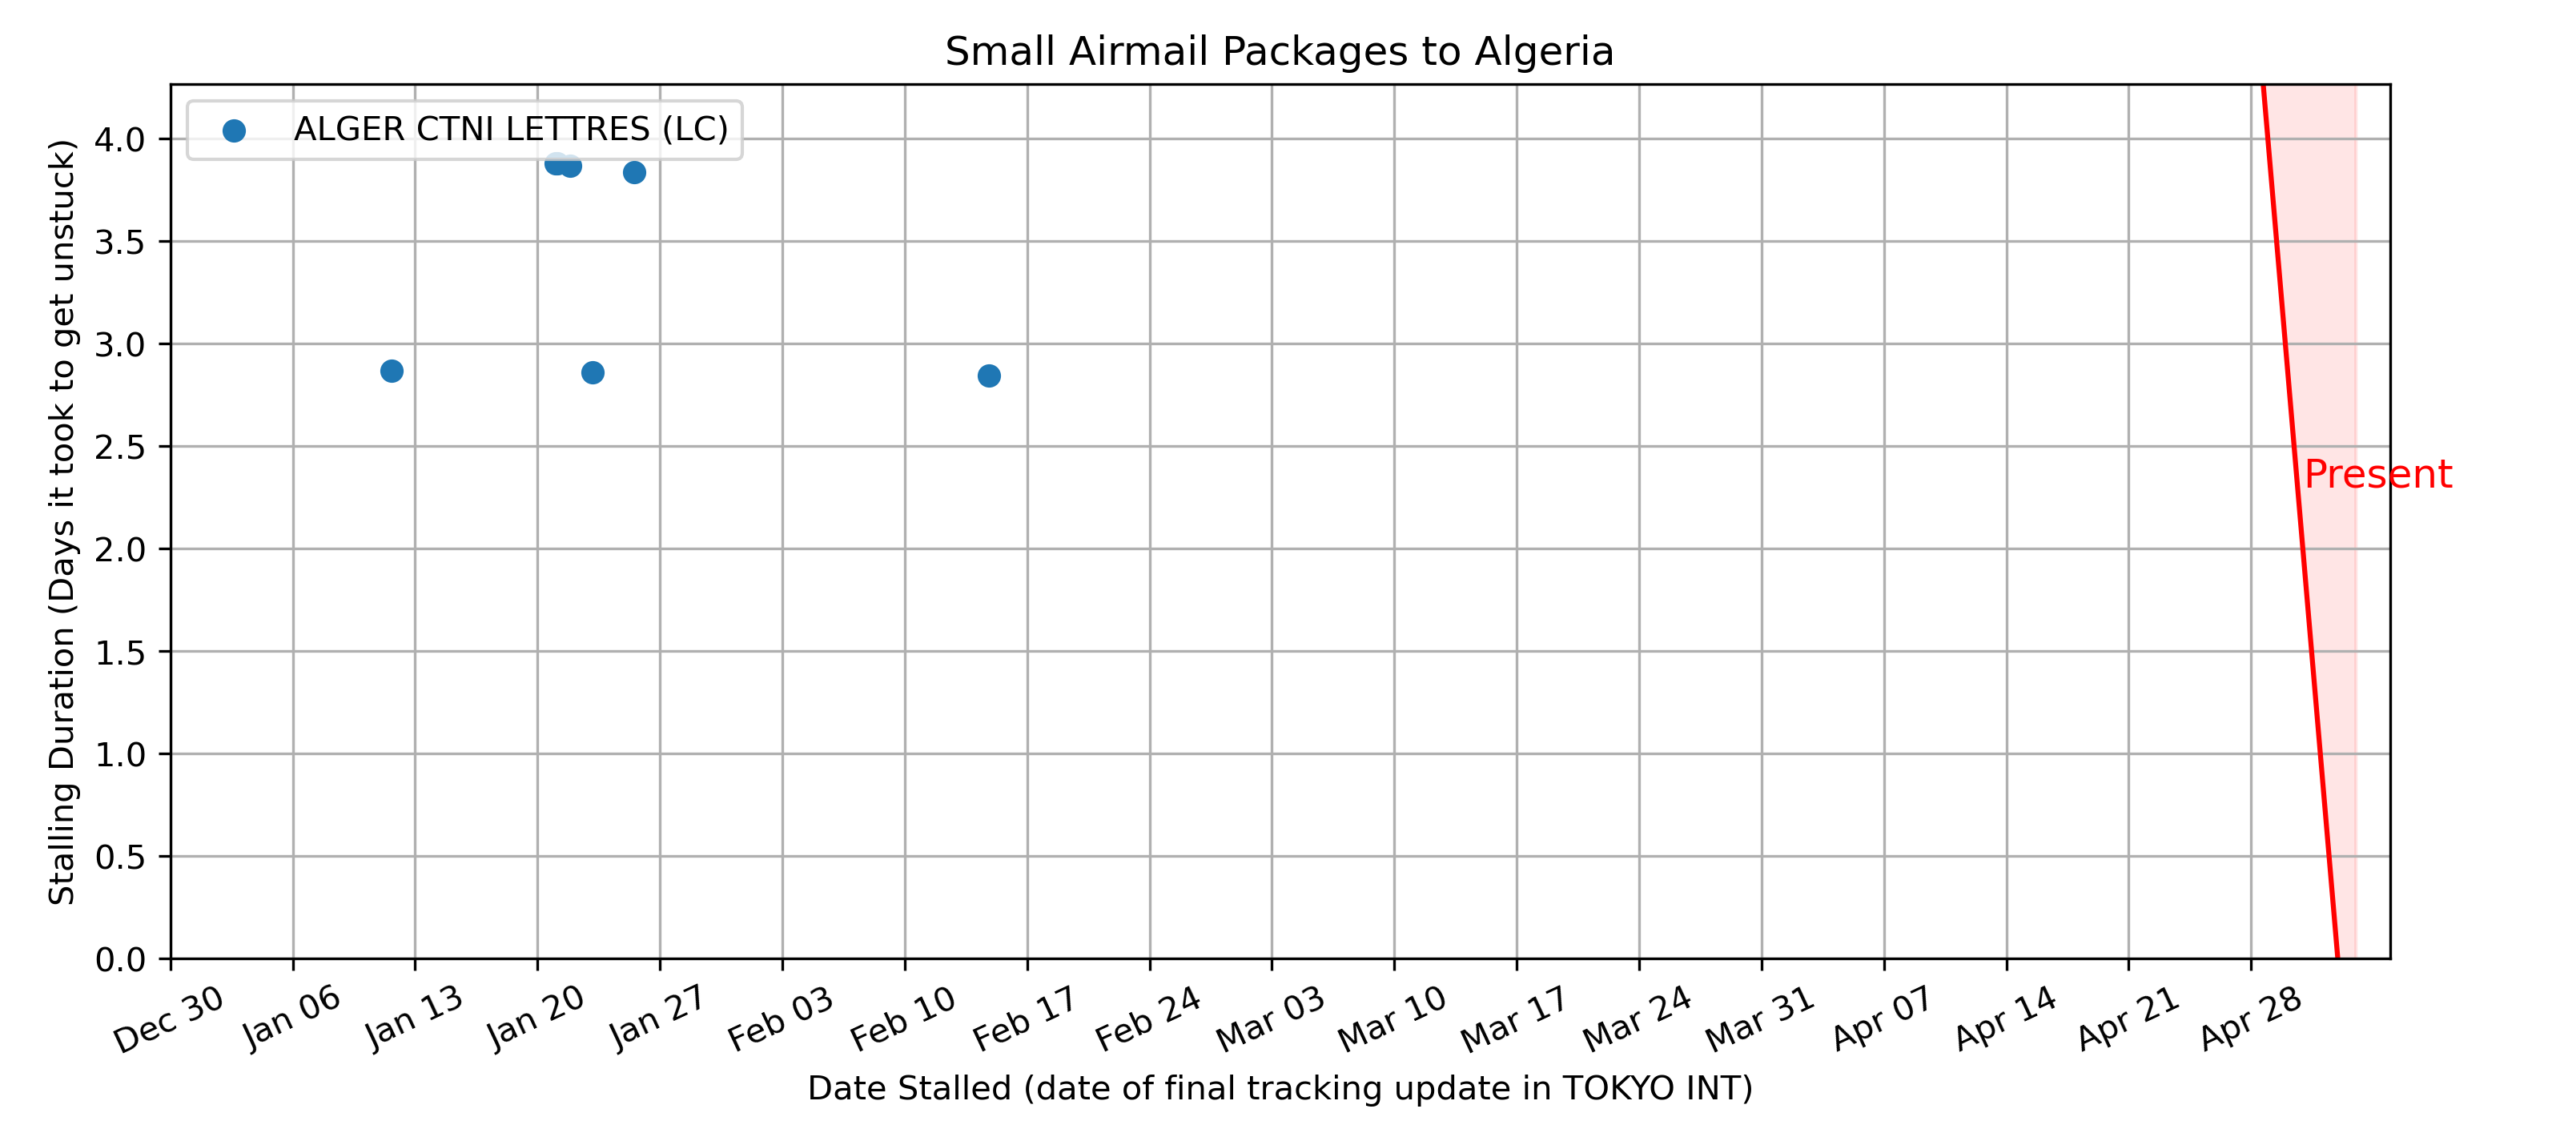 Small Airmail Packages to Algeria
ALGER CTNI LETTRES (LC)
Stalling Duration (Days it took to get unstuck)
4.0
3.5
3.0
2.5
2.0
1.5
1.0
0.5
0.0
Present
Dec 30
Jan 06
Jan 13
Jan 20
Jan 27
Feb 03
Feb 10
Feb 17
Feb 24
Mar 03
Mar 10
Mar 17
Mar 24
Mar 31
Apr 07
Apr 14
Apr 21
Apr 28
Date Stalled (date of final tracking update in TOKYO INT)